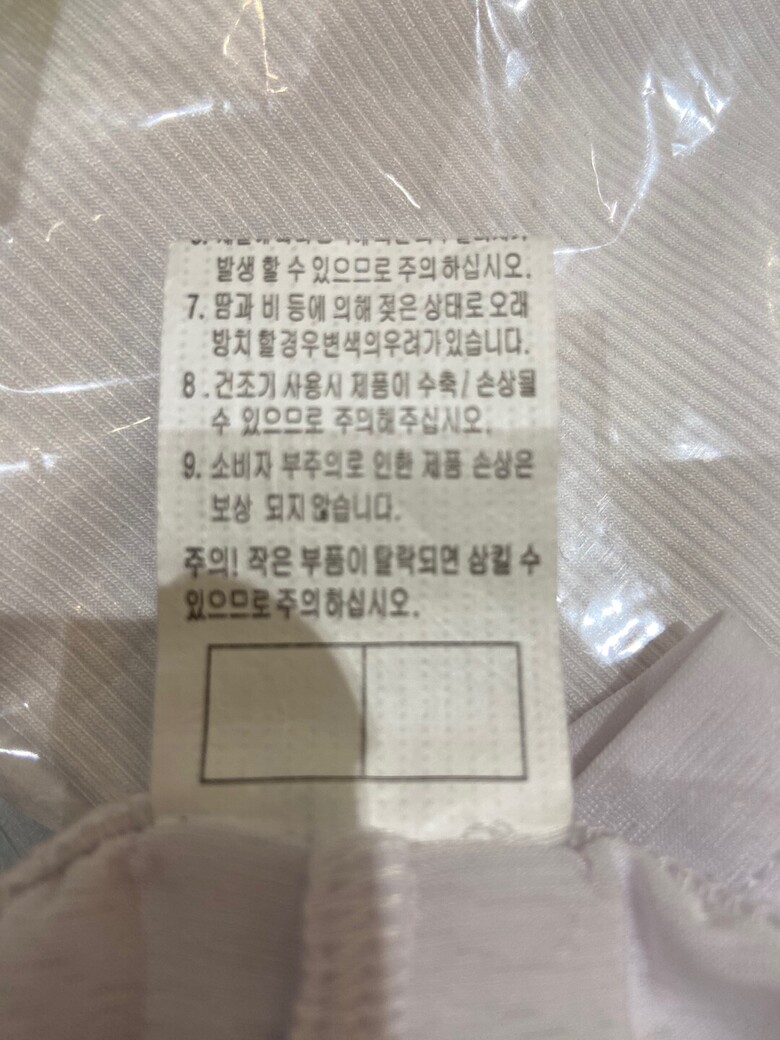 발생 할 수 있으므로 주의 하십시오.
7. 땀과 비 등에 의해 젖은 상태로 오래
방치 할경우변색의우려가있습니다.
8 . 건조기 사용시 제품이 수축/ 손상될
수 있으므로 주의해주십시오.
9. 소비자 부주의로 인한 제품 손상은
보상 되지 않습니다.
주의! 작은 부품이 탈락되면 삼킬 수
있으므로 주의하십시오.